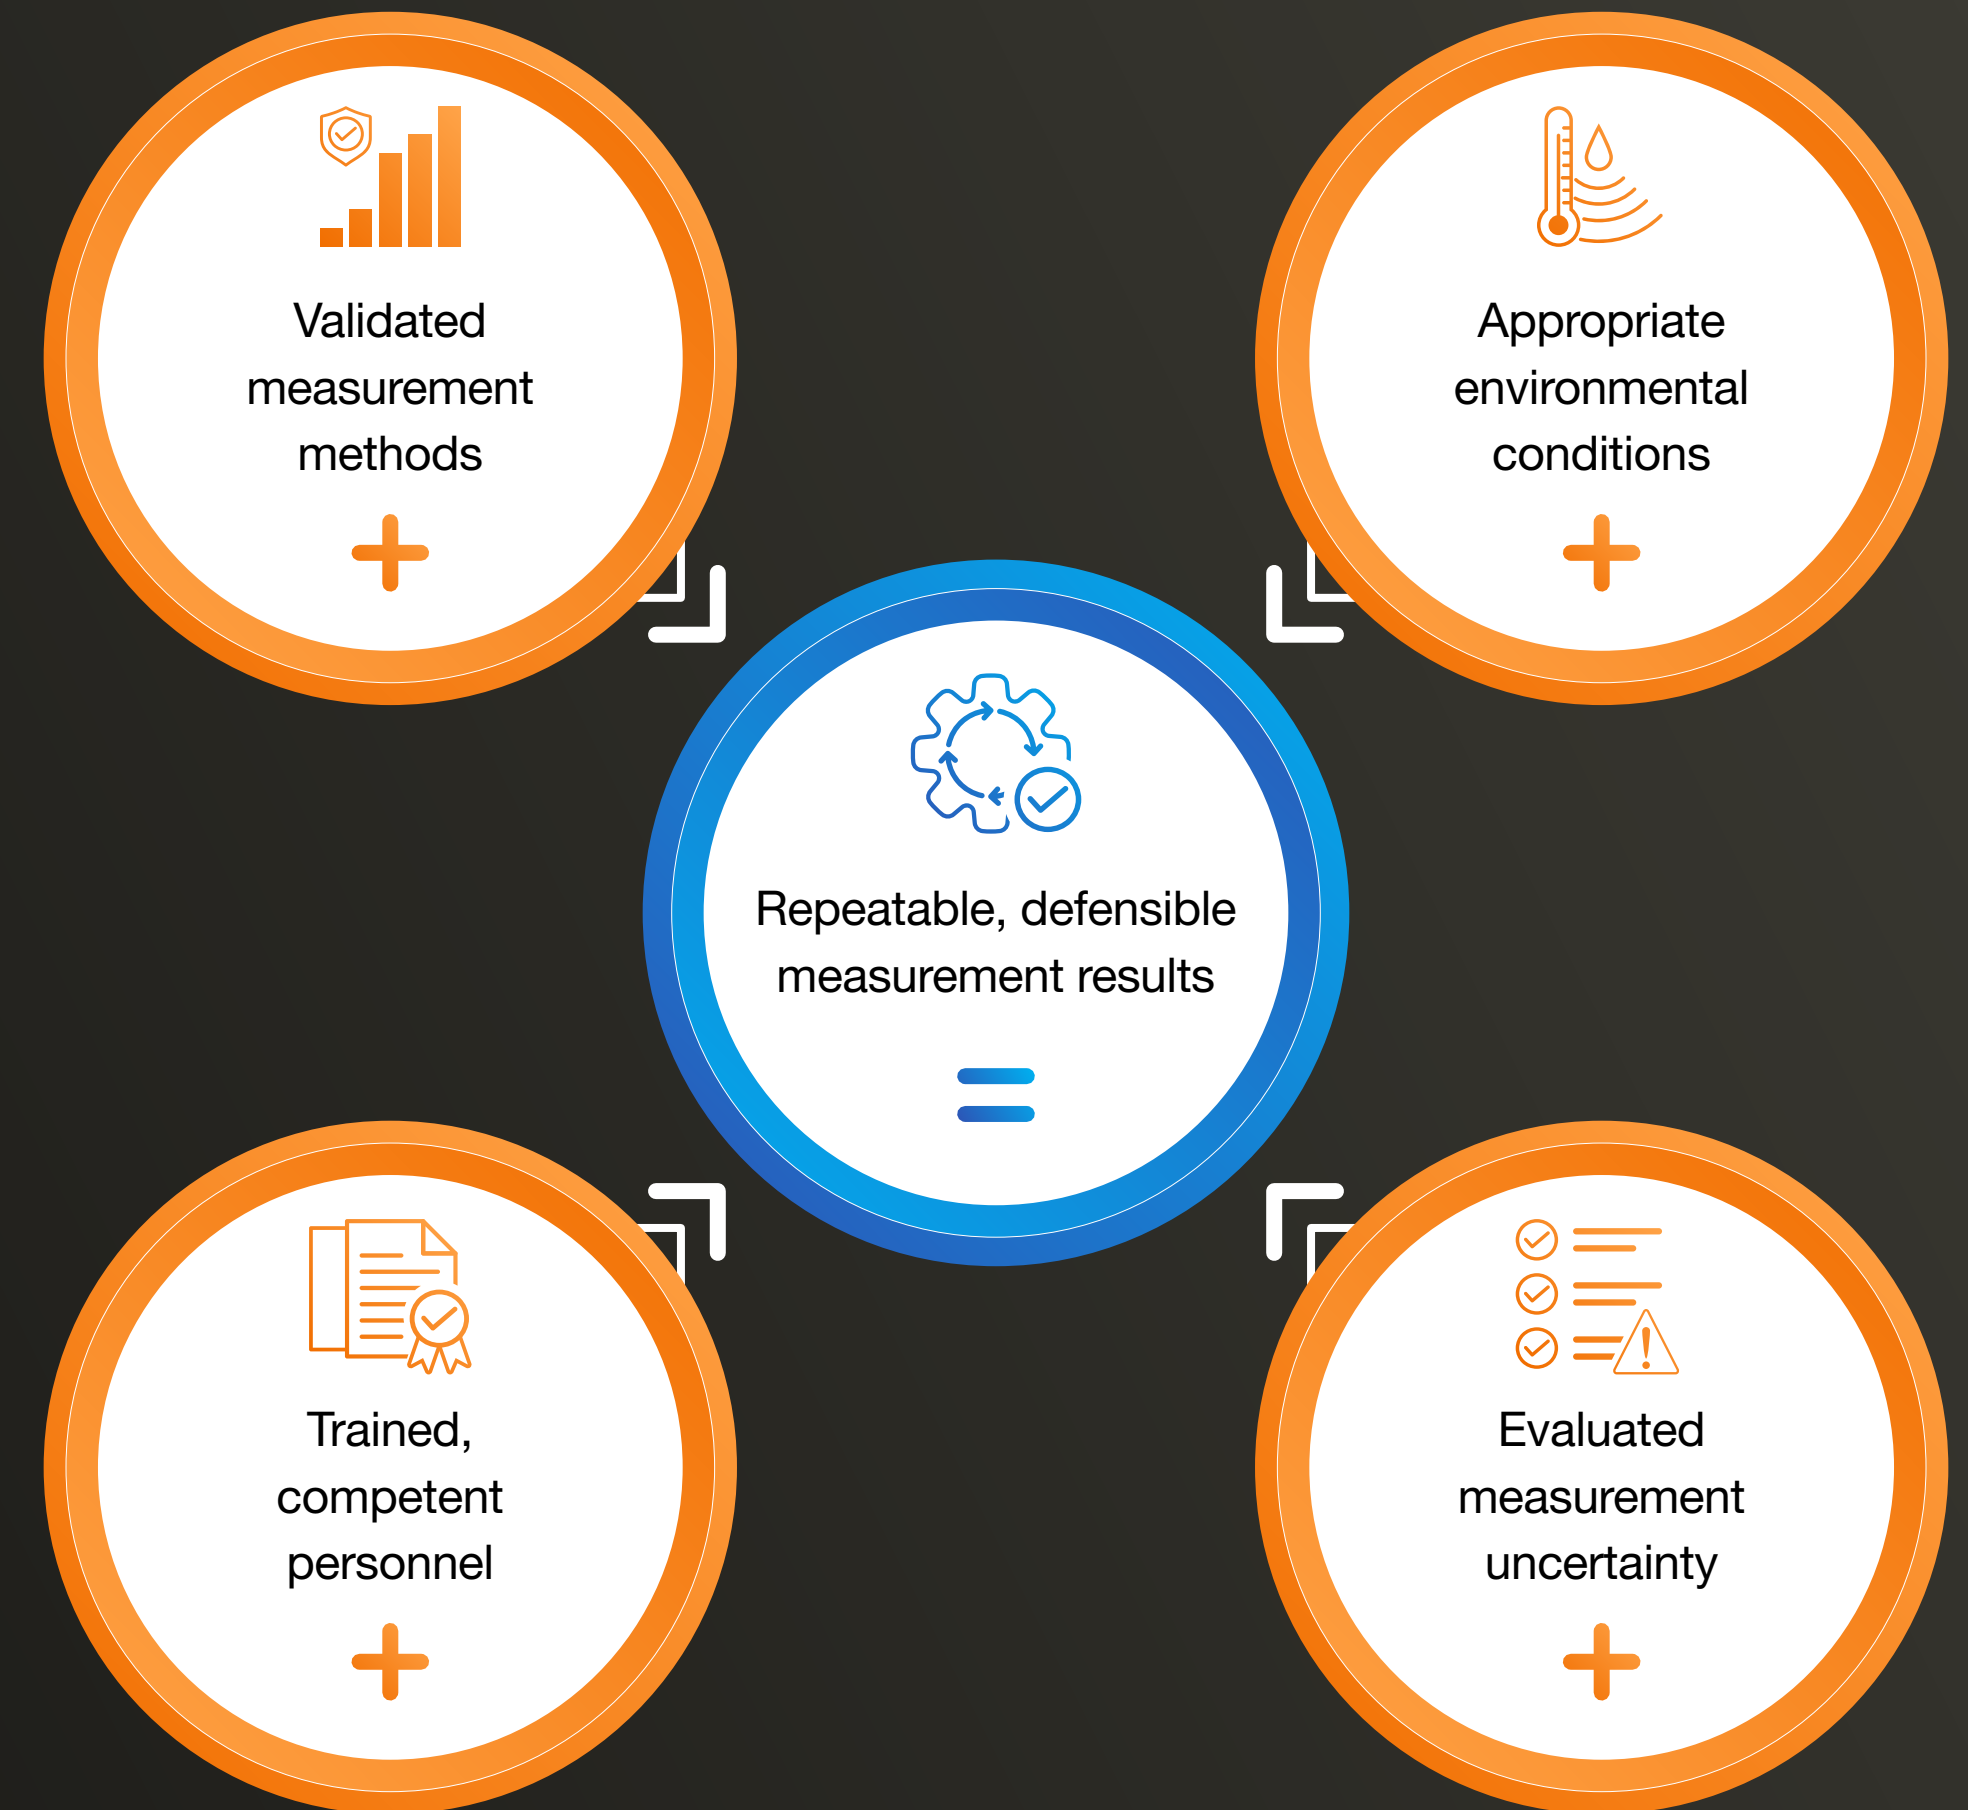 Validated
measurement
methods
+
Appropriate
environmental
conditions
+
Repeatable, defensible
measurement results
=
Trained,
competent
personnel
+
Evaluated
measurement
uncertainty
+